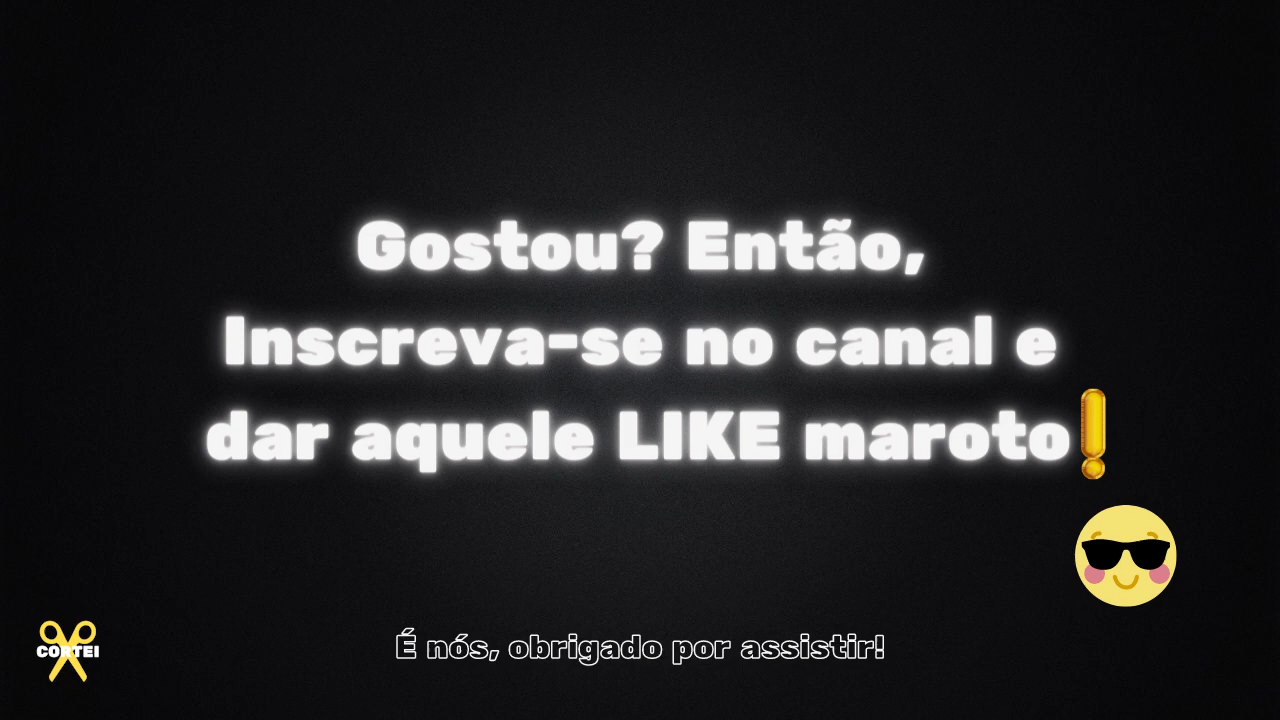 Gostou? Então,
Inscreva-se no canal e
dar aquele LIKE maroto!
É nós, obrigado por assistir!
CORTEI